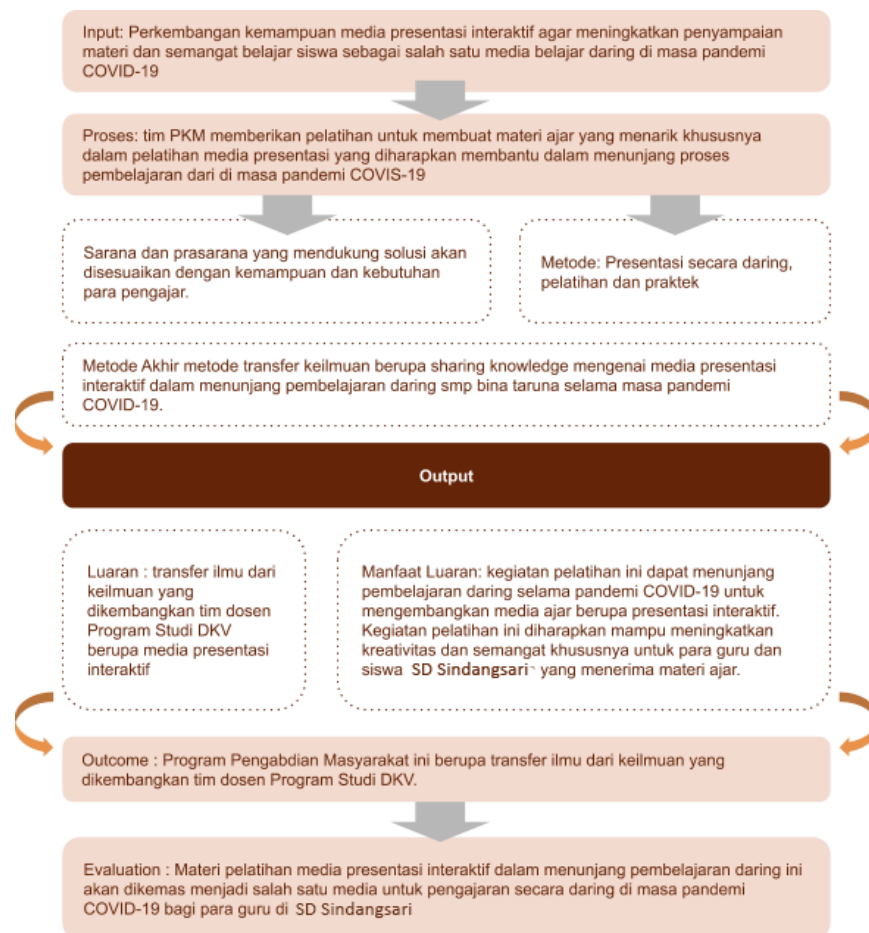 Input: Perkembangan kemampuan media presentasi interaktif agar meningkatkan penyampaian
materi dan semangat belajar siswa sebagai salah satu media belajar daring di masa pandemi
COVID-19
Proses: tim PKM memberikan pelatihan untuk membuat materi ajar yang menarik khususnya
dalam pelatihan media presentasi yang diharapkan membantu dalam menunjang proses
pembelajaran dari di masa pandemi COVIS-19
Sarana dan prasarana yang mendukung solusi akan
disesuaikan dengan kemampuan dan kebutuhan
para pengajar.
Metode: Presentasi secara daring,
pelatihan dan praktek
Metode Akhir metode transfer keilmuan berupa sharing knowledge mengenai media presentasi
interaktif dalam menunjang pembelajaran daring smp bina taruna selama masa pandemi
COVID-19.
Output
Luaran : transfer ilmu dari
keilmuan yang
dikembangkan tim dosen
Program Studi DKV
berupa media presentasi
interaktif
Manfaat Luaran: kegiatan pelatihan ini dapat menunjang
pembelajaran daring selama pandemi COVID-19 untuk
mengembangkan media ajar berupa presentasi interaktif.
Kegiatan pelatihan ini diharapkan mampu meningkatkan
kreativitas dan semangat khususnya untuk para guru dan
siswa SD Sindangsari yang menerima materi ajar.
Outcome : Program Pengabdian Masyarakat ini berupa transfer ilmu dari keilmuan yang
dikembangkan tim dosen Program Studi DKV.
Evaluation : Materi pelatihan media presentasi interaktif dalam menunjang pembelajaran daring ini
akan dikemas menjadi salah satu media untuk pengajaran secara daring di masa pandemi
COVID-19 bagi para guru di SD Sindangsari